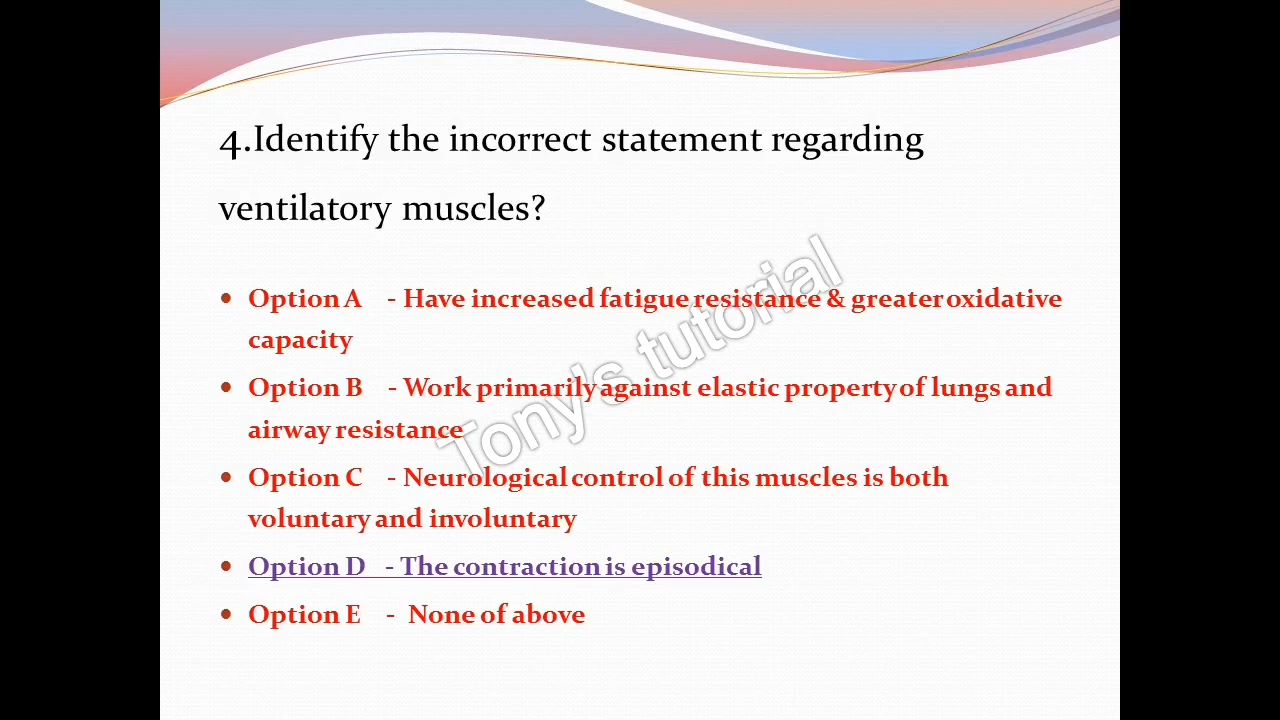 4.Identify the incorrect statement regarding
ventilatory muscles?
• Option A - Have increased fatigue resistance & greater oxidative
capacity
• Option B - Work primarily against elastic property of lungs and
airway resistance
• Option C - Neurological control of this muscles is both
voluntary and involuntary
• Option D - The contraction is episodical
• Option E - None of above
Tony's tutorial